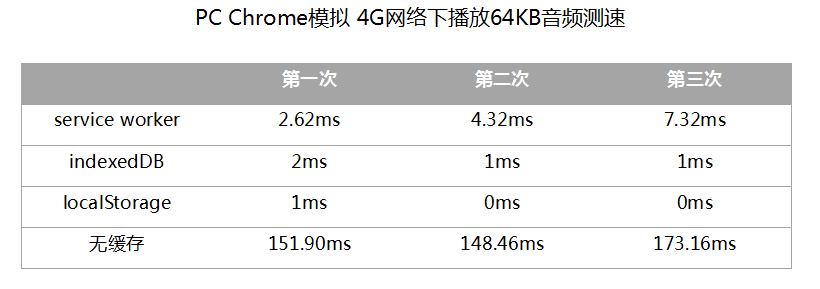 PC Chrome模拟 4G网络下播放64KB音频测速
第一次 第二次 第三次
service worker 2.62ms 4.32ms 7.32ms
indexedDB 2ms 1ms 1ms
localStorage 1ms 0ms 0ms
无缓存 151.90ms 148.46ms 173.16ms